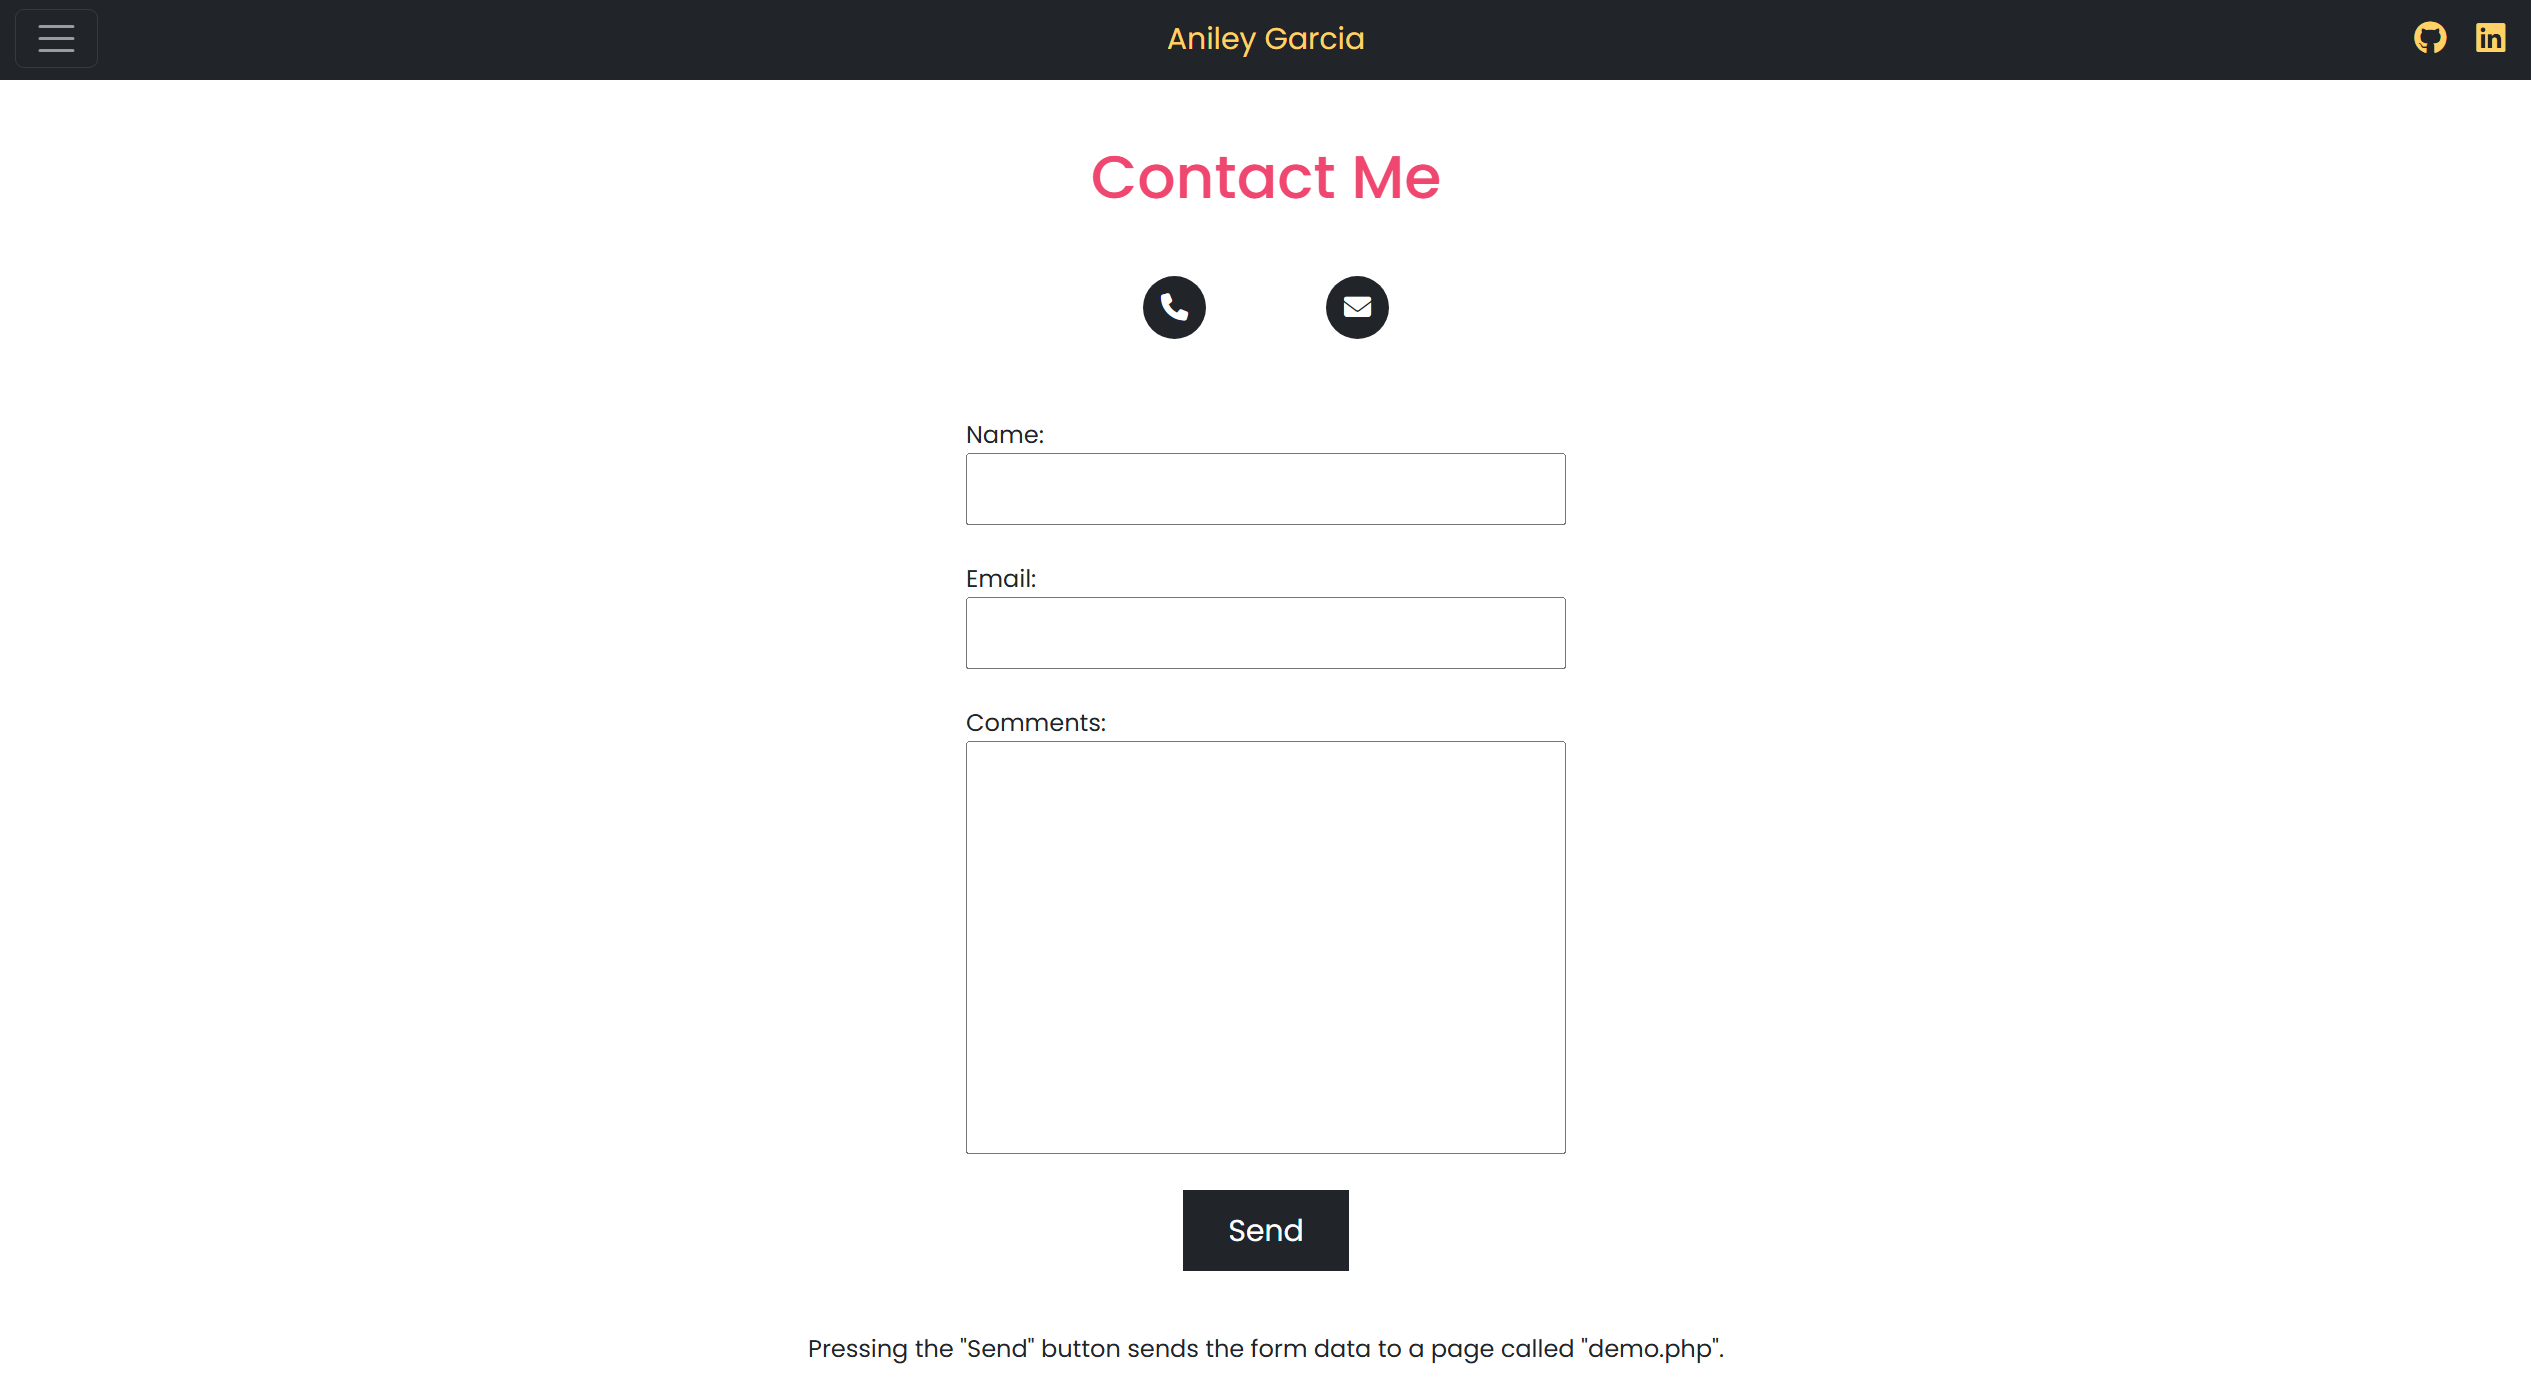 Aniley Garcia
Contact Me
Name:
Email:
Comments:
Send
Pressing the "Send" button sends the form data to a page called "demo.php".